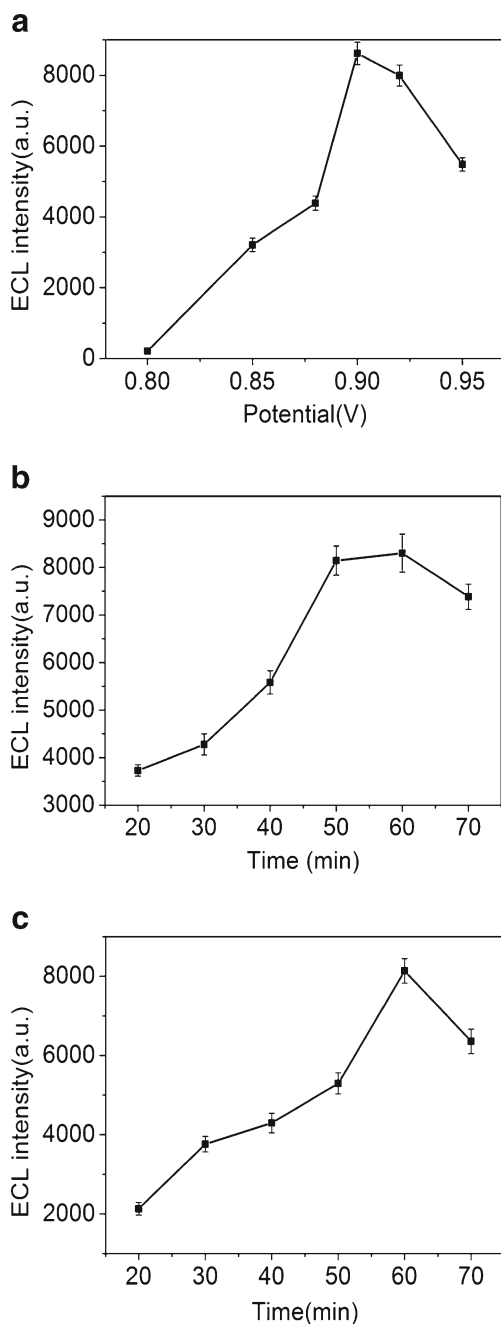 a
ECL intensity(a.u.)
8000
6000
4000
2000
0
0.80 0.85 0.90 0.95
Potential(V)
b
ECL intensity(a.u.)
9000
8000
7000
6000
5000
4000
3000
20 30 40 50 60 70
Time (min)
c
ECL intensity(a.u.)
8000
6000
4000
2000
20 30 40 50 60 70
Time(min)